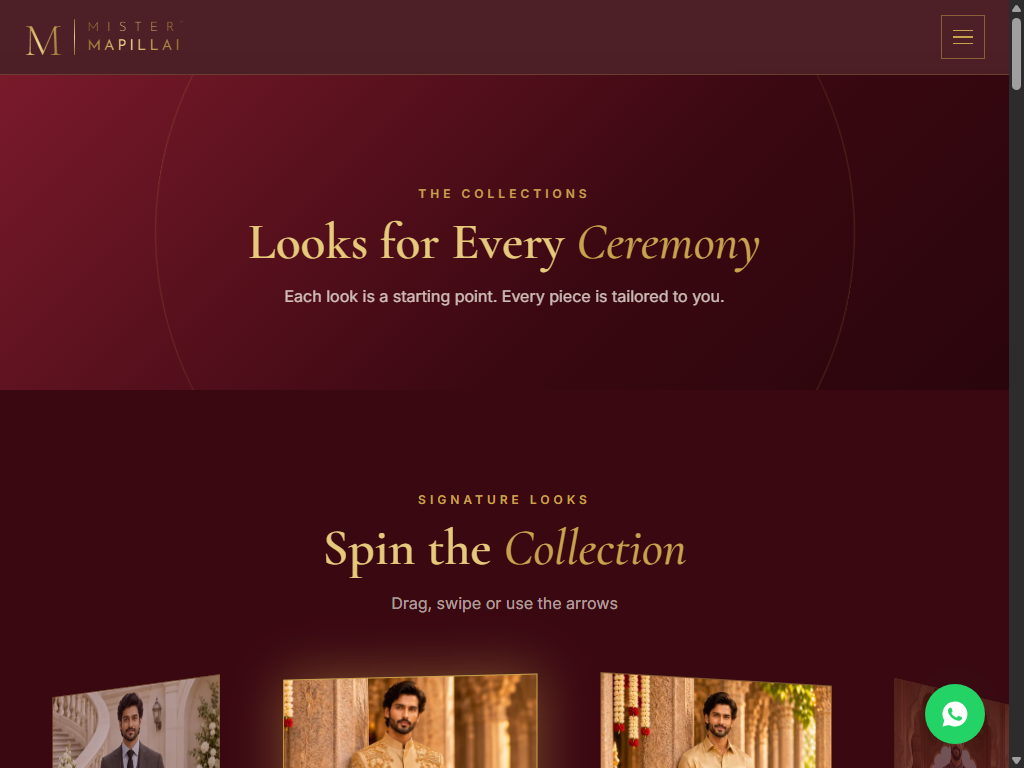 M
MISTER
MAPILLAI
THE COLLECTIONS
Looks for Every Ceremony
Each look is a starting point. Every piece is tailored to you.
SIGNATURE LOOKS
Spin the Collection
Drag, swipe or use the arrows